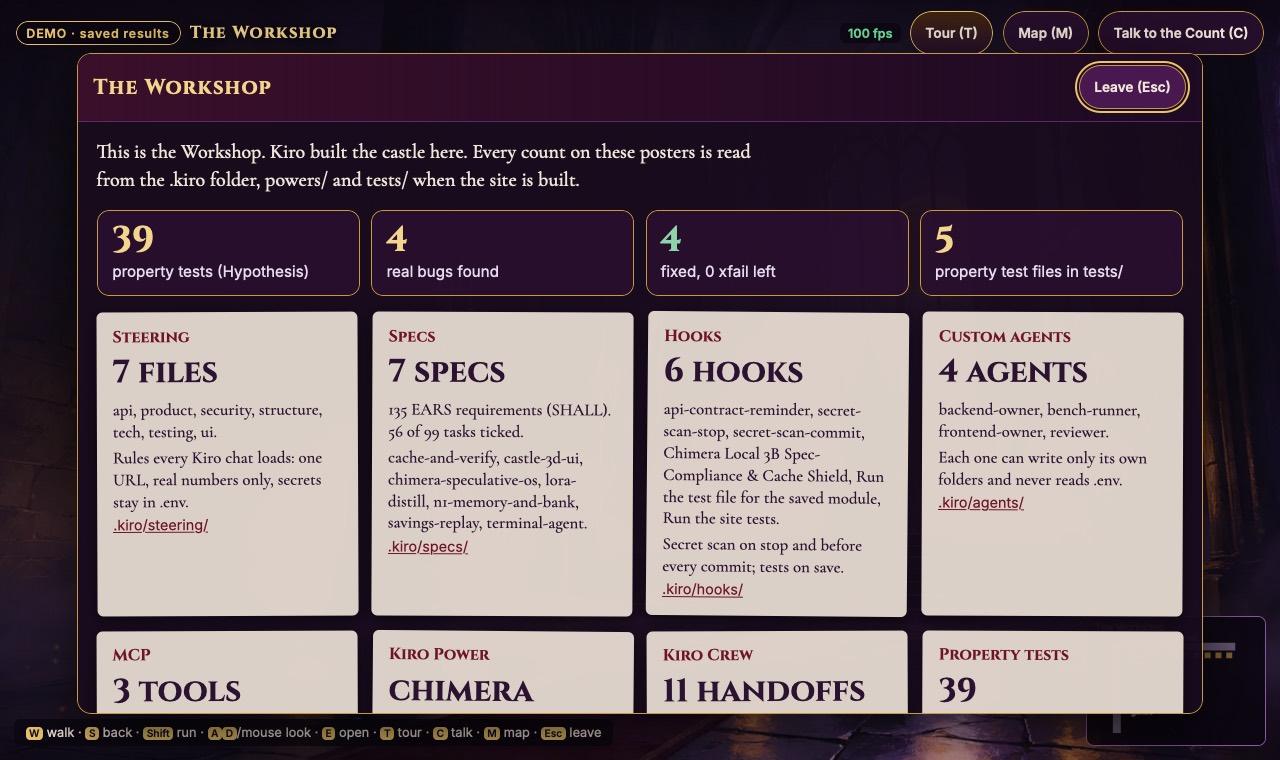 DEMO · saved results The Workshop
100 fps
Tour (T)
Map (M)
Talk to the Count (C)
The Workshop
Leave (Esc)
This is the Workshop. Kiro built the castle here. Every count on these posters is read
from the .kiro folder, powers/ and tests/ when the site is built.
39
property tests (Hypothesis)
4
real bugs found
4
fixed, 0 xfail left
5
property test files in tests/
Steering
7 files
api, product, security, structure,
tech, testing, ui.
Rules every Kiro chat loads: one
URL, real numbers only, secrets
stay in .env.
.kiro/steering/
Specs
7 specs
135 EARS requirements (SHALL).
56 of 99 tasks ticked.
cache-and-verify, castle-3d-ui,
chimera-speculative-os, lora-
distill, n1-memory-and-bank,
savings-replay, terminal-agent.
.kiro/specs/
Hooks
6 hooks
api-contract-reminder, secret-
scan-stop, secret-scan-commit,
Chimera Local 3B Spec-
Compliance & Cache Shield, Run
the test file for the saved module,
Run the site tests.
Secret scan on stop and before
every commit; tests on save.
.kiro/hooks/
Custom agents
4 agents
backend-owner, bench-runner,
frontend-owner, reviewer.
Each one can write only its own
folders and never reads .env.
.kiro/agents/
MCP
3 tools
Kiro Power
chimera
Kiro Crew
11 handoffs
Property tests
39
W walk · S back · Shift run · A D/mouse look · E open · T tour · C talk · M map · Esc leave